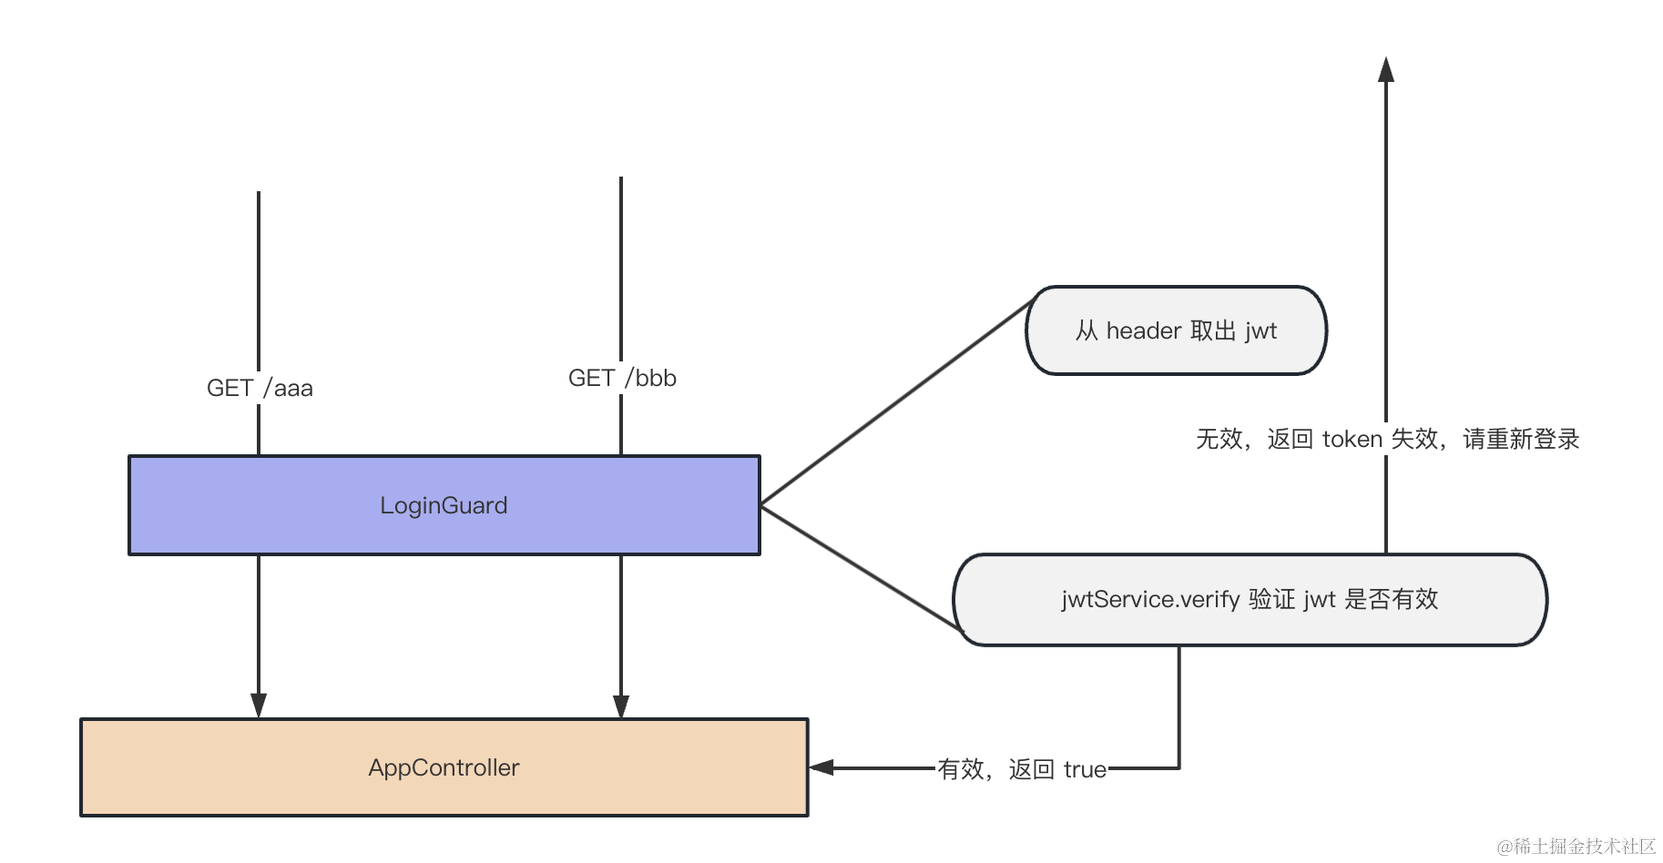 GET /aaa
GET /bbb
LoginGuard
AppController
从 header 取出 jwt
无效，返回 token 失效，请重新登录
jwtService.verify 验证 jwt 是否有效
有效，返回 true
@稀土掘金技术社区